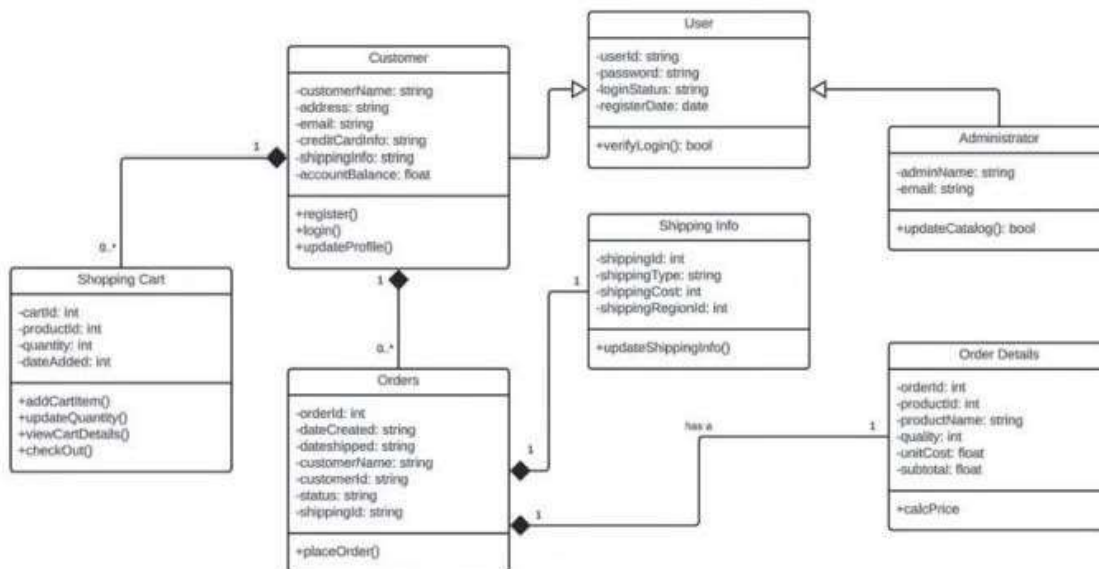 User
-userId: string
-password: string
-loginStatus: string
-registerDate: date
+verifyLogin(): bool
Customer
-customerName: string
-address: string
-email: string
-creditCardInfo: string
-shippingInfo: string
-accountBalance: float
+register()
+login()
+updateProfile()
1
0..*
1
0..*
Administrator
-adminName: string
-email: string
+updateCatalog(): bool
Shopping Cart
-cartId: int
-productId: int
-quantity: int
-dateAdded: int
+addCartItem()
+updateQuantity()
+viewCartDetails()
+checkOut()
Shipping Info
-shippingId: int
-shippingType: string
-shippingCost: int
-shippingRegionId: int
+updateShippingInfo()
1
1
Orders
-orderId: int
-dateCreated: string
-dateshipped: string
-customerName: string
-customerId: string
-status: string
-shippingId: string
+placeOrder()
has a
1
1
Order Details
-orderId: int
-productId: int
-productName: string
-quality: int
-unitCost: float
-subtotal: float
+calcPrice